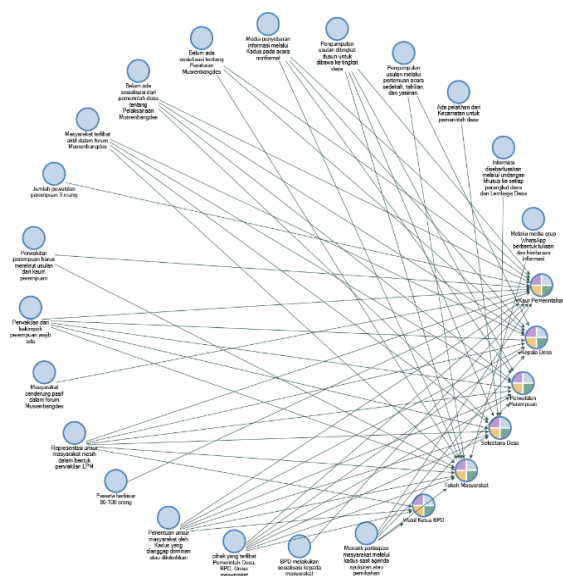 Media penyebaran
informasi melalui
Kadus pada acara
nonformal
Pengumpulan
usulan ditingkat
dusun untuk
dibawa ke tingkat
desa
Belum ada
sosialisasi tentang
Peraturan
Musrenbangdes
Pengumpulan
usulan melalui
pertemuan acara
sedekah, tahlilan,
dan yasinan.
Belum ada
sosialisasi dari
pemerintah desa
tentang
Pelaksanaan
Musrenbangdes
Ada pelatihan dari
Kecamatan untuk
pemerintah desa
Masyarakat terlibat
aktif dalam forum
Musrenbangdes
Informasi
disebarluaskan
melalui undangan
khusus ke setiap
perangkat desa
dan Lembaga Desa
Jumlah perwakilan
perempuan 5 orang
Melalui media grup
WhatsApp
berbentuk tulisan
dan himbauan
informasi
Perwakilan
perempuan harus
merekrut usulan
dari kaum
perempuan
Kaur Pemerintahan
Perwakilan dari
kelompok
perempuan wajib
ada
Kepala Desa
Masyarakat
cenderung pasif
dalam forum
Musrenbangdes
Perwakilan
Perempuan
Representasi unsur
masyarakat masih
dalam bentuk
perwakilan LPM
Sekretaris Desa
Tokoh Masyarakat
Peserta berkisar
80-100 orang
Wakil Ketua BPD
Penentuan unsur
masyarakat oleh
Kadus yang
dianggap dominan
atau ditokohkan
pihak yang terlibat
Pemerintah Desa,
BPD, Unsur
masyarakat
BPD melakukan
sosialisasi kepada
masyarakat
Menarik partisipasi
masyarakat melalui
kadus saat agenda
syukuran atau
pernikahan